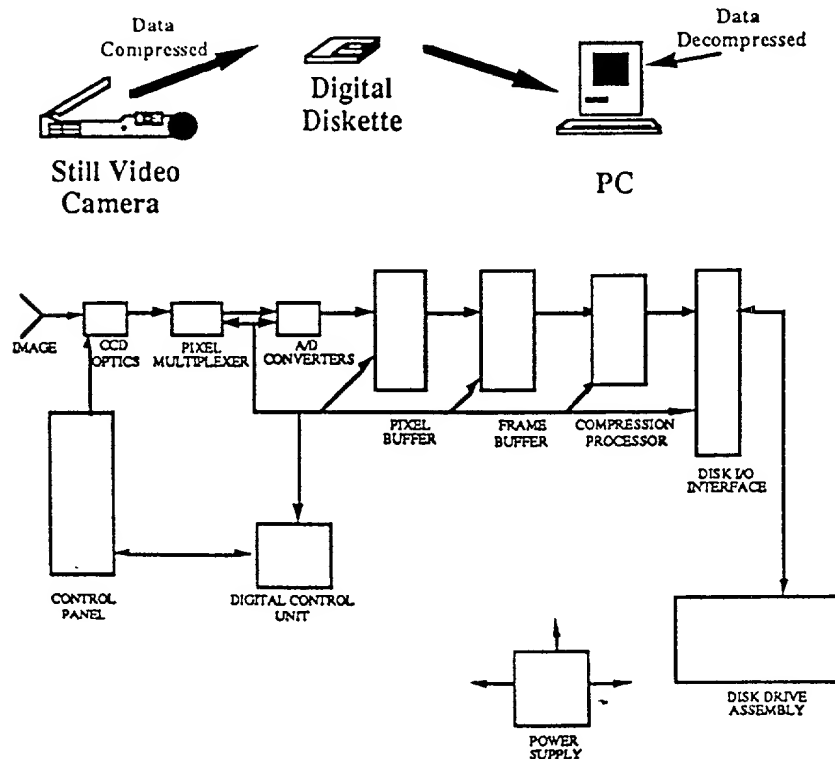 Data
Compressed
Data
Decompressed
Digital
Diskette
Still Video
Camera
PC
IMAGE
CCD
OPTICS
PIXEL
MULTIPLEXER
A/D
CONVERTERS
PIXEL
BUFFER
FRAME
BUFFER
COMPRESSION
PROCESSOR
DISK I/O
INTERFACE
CONTROL
PANEL
DIGITAL CONTROL
UNIT
DISK DRIVE
ASSEMBLY
POWER
SUPPLY